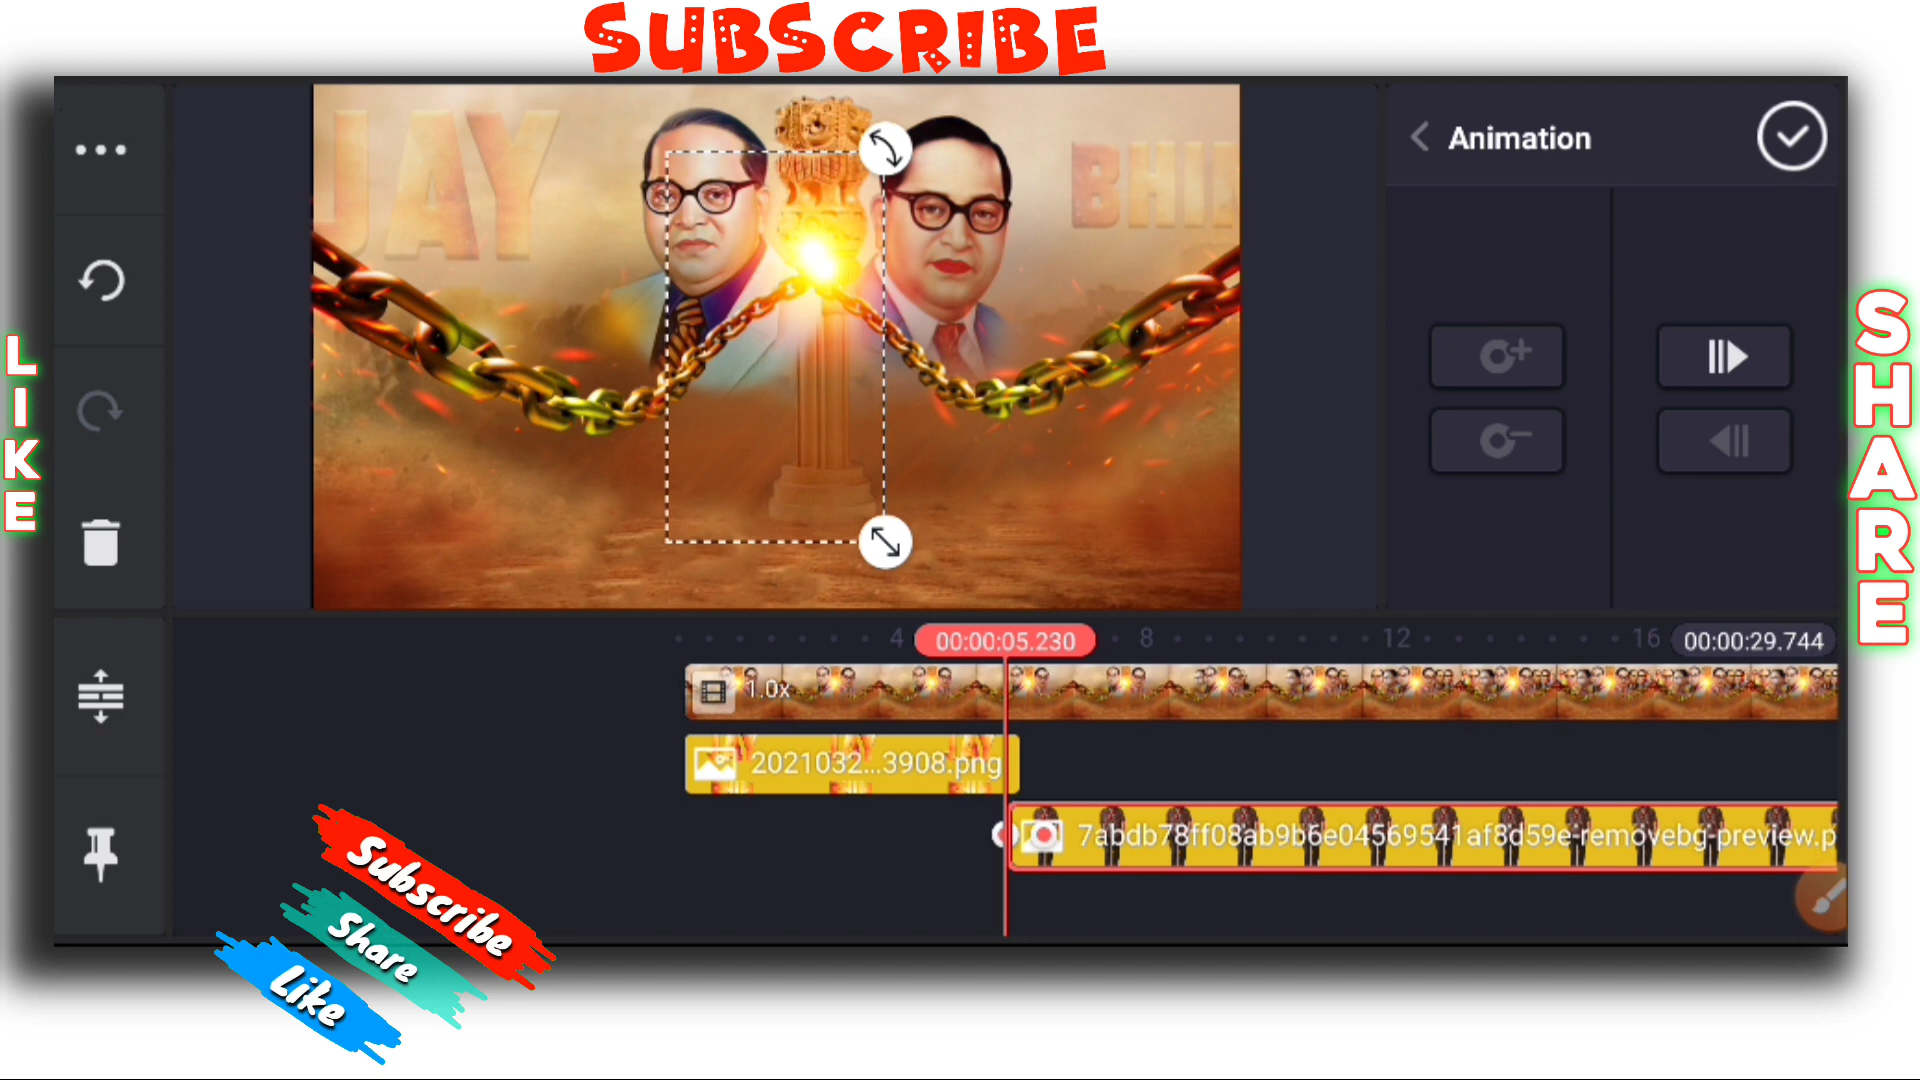 SUBSCRIBE
Animation
JAY
BHI
LIKE
SHARE
4
00:00:05.230
8
12
16
00:00:29.744
1.0x
2021032...3908.png
7abdb78ff08ab9b6e04569541af8d59e-removebg-preview.p
Subscribe
Share
Like